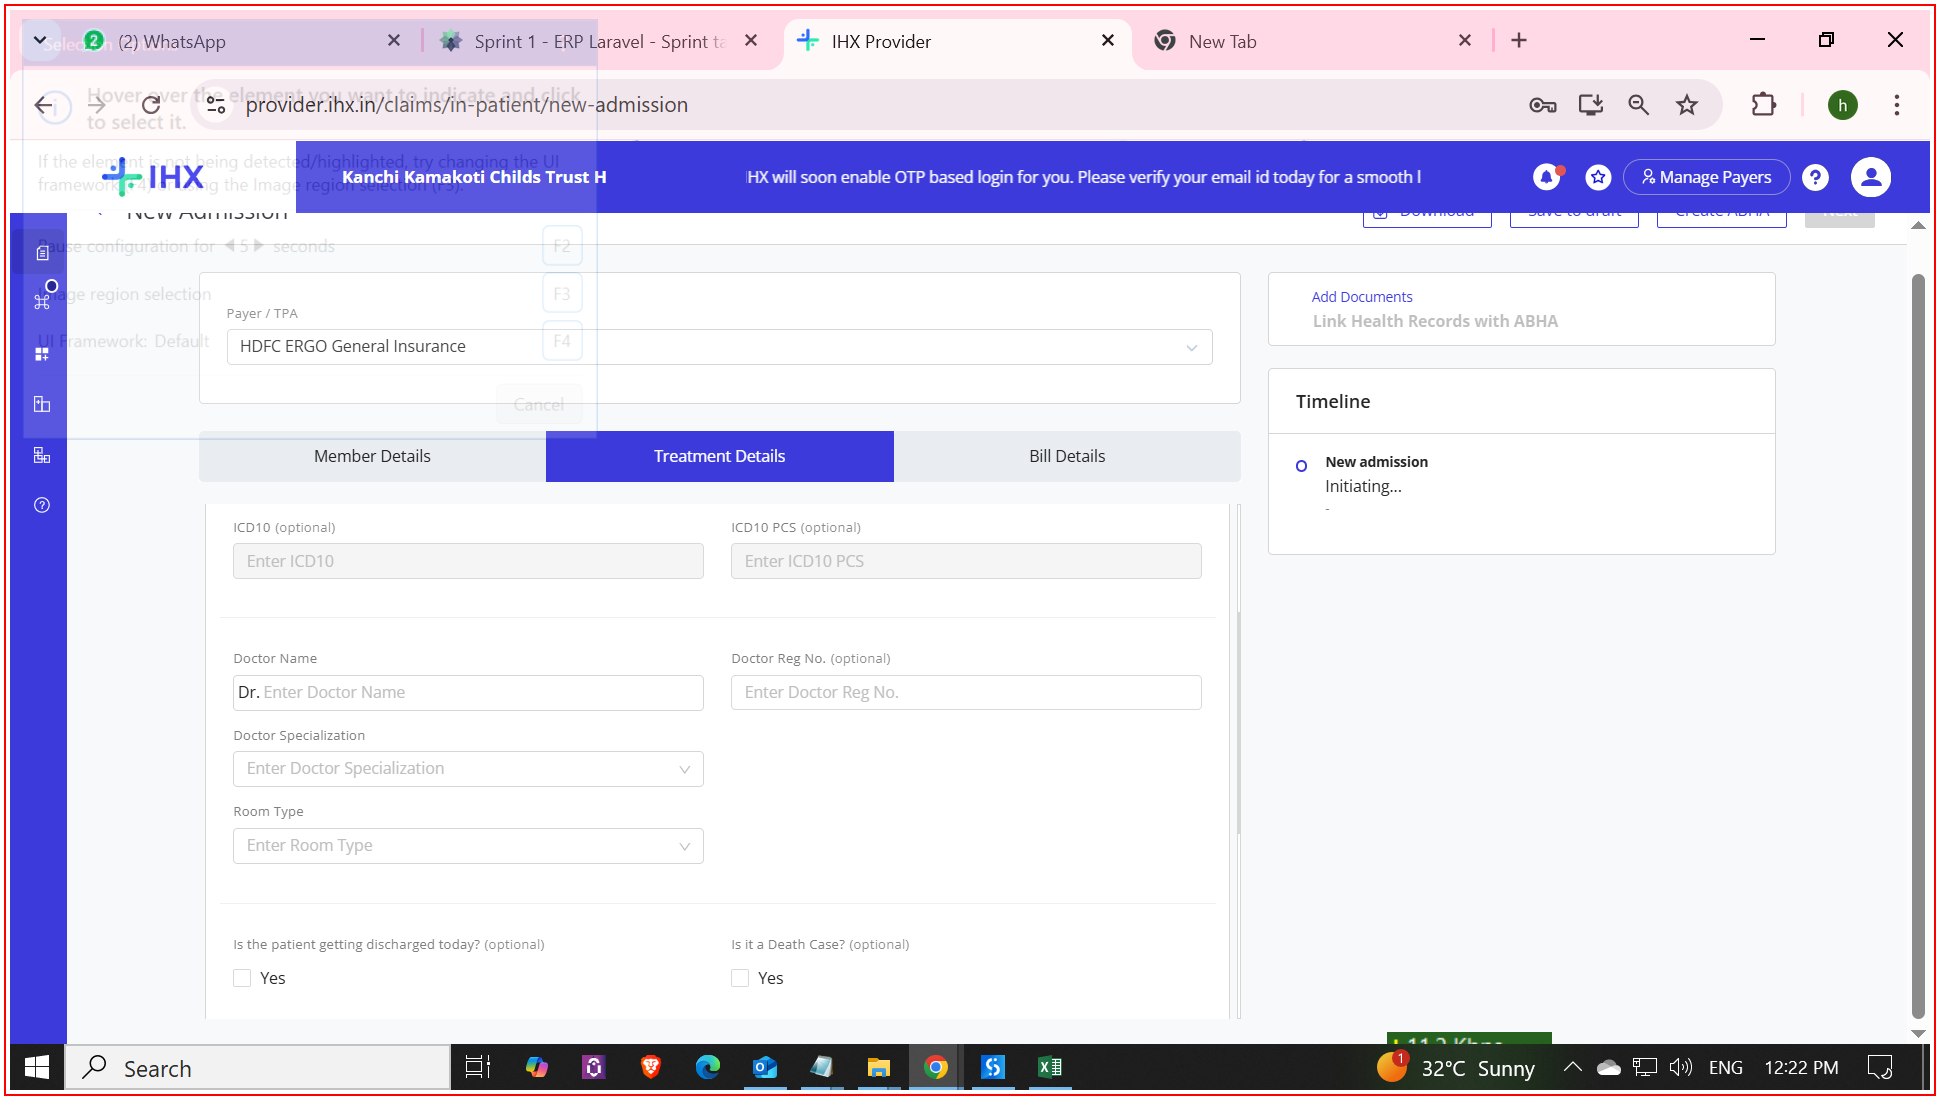 2 (2) WhatsApp
Sprint 1 - ERP Laravel - Sprint ta
IHX Provider
New Tab
Hover over the element you want to indicate and click
to select it.
provider.ihx.in/claims/in-patient/new-admission
h
If the element is not being detected/highlighted, try changing the UI
framework (F4) or using the Image region selection (F3).
IHX
Kanchi Kamakoti Childs Trust H
IHX will soon enable OTP based login for you. Please verify your email id today for a smooth l
Manage Payers
New Admission
Download
Save to draft
Create ABHA
Next
Pause configuration for 5 seconds
F2
Image region selection
F3
UI Framework: Default
F4
Cancel
Payer / TPA
HDFC ERGO General Insurance
Add Documents
Link Health Records with ABHA
Timeline
New admission
Initiating...
-
Member Details
Treatment Details
Bill Details
ICD10 (optional)
Enter ICD10
ICD10 PCS (optional)
Enter ICD10 PCS
Doctor Name
Dr. Enter Doctor Name
Doctor Reg No. (optional)
Enter Doctor Reg No.
Doctor Specialization
Enter Doctor Specialization
Room Type
Enter Room Type
Is the patient getting discharged today? (optional)
Yes
Is it a Death Case? (optional)
Yes
Search
1
32°C Sunny
ENG
12:22 PM